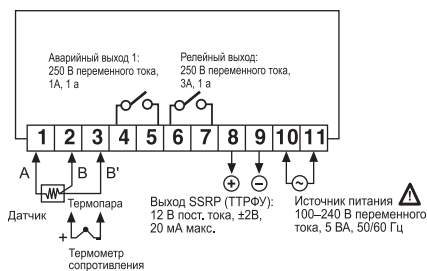 Аварийный выход 1:
250 В переменного тока,
1А, 1 а
Релейный выход:
250 В переменного тока,
3А, 1 а
1 2 3 4 5 6 7 8 9 10 11
A B B'
Датчик
Термопара
+ -
Термометр
сопротивления
+ −
Выход SSRP (ТТРФУ):
12 В пост. тока, ±2В,
20 мА макс.
Источник питания
100–240 В переменного
тока, 5 ВА, 50/60 Гц